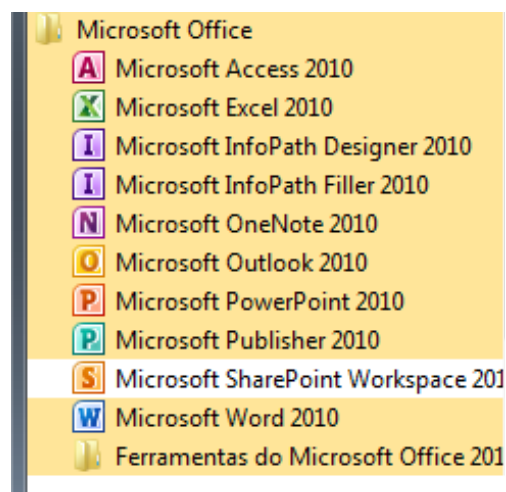 Microsoft Office
Microsoft Access 2010
Microsoft Excel 2010
Microsoft InfoPath Designer 2010
Microsoft InfoPath Filler 2010
Microsoft OneNote 2010
Microsoft Outlook 2010
Microsoft PowerPoint 2010
Microsoft Publisher 2010
Microsoft SharePoint Workspace 201
Microsoft Word 2010
Ferramentas do Microsoft Office 201